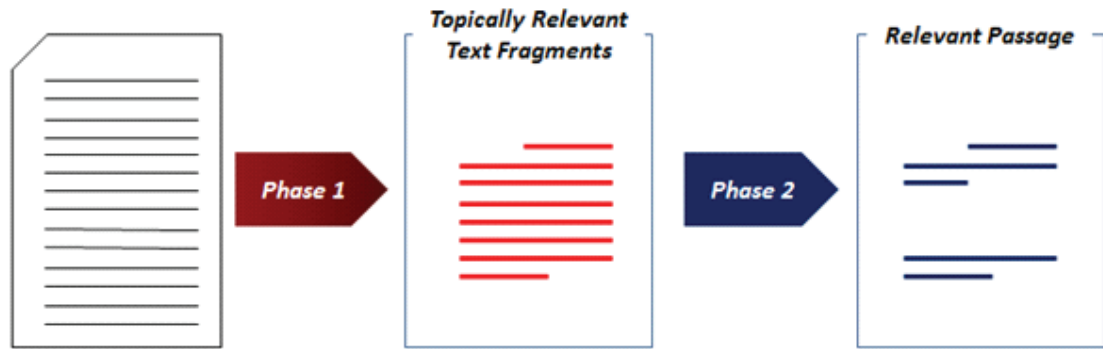 Topically Relevant
Text Fragments
Relevant Passage
Phase 1
Phase 2